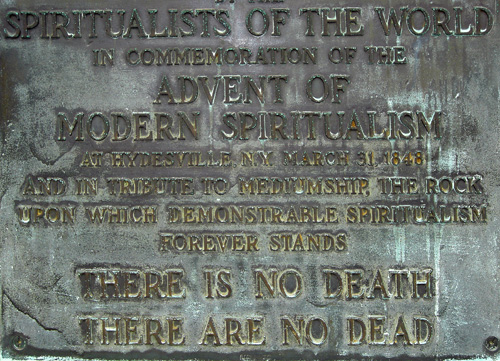 SPIRITUALISTS OF THE WORLD
IN COMMEMORATION OF THE
ADVENT OF
MODERN SPIRITUALISM
AT HYDESVILLE, N.Y. MARCH 31, 1848
AND IN TRIBUTE TO MEDIUMSHIP, THE ROCK
UPON WHICH DEMONSTRABLE SPIRITUALISM
FOREVER STANDS
THERE IS NO DEATH
THERE ARE NO DEAD